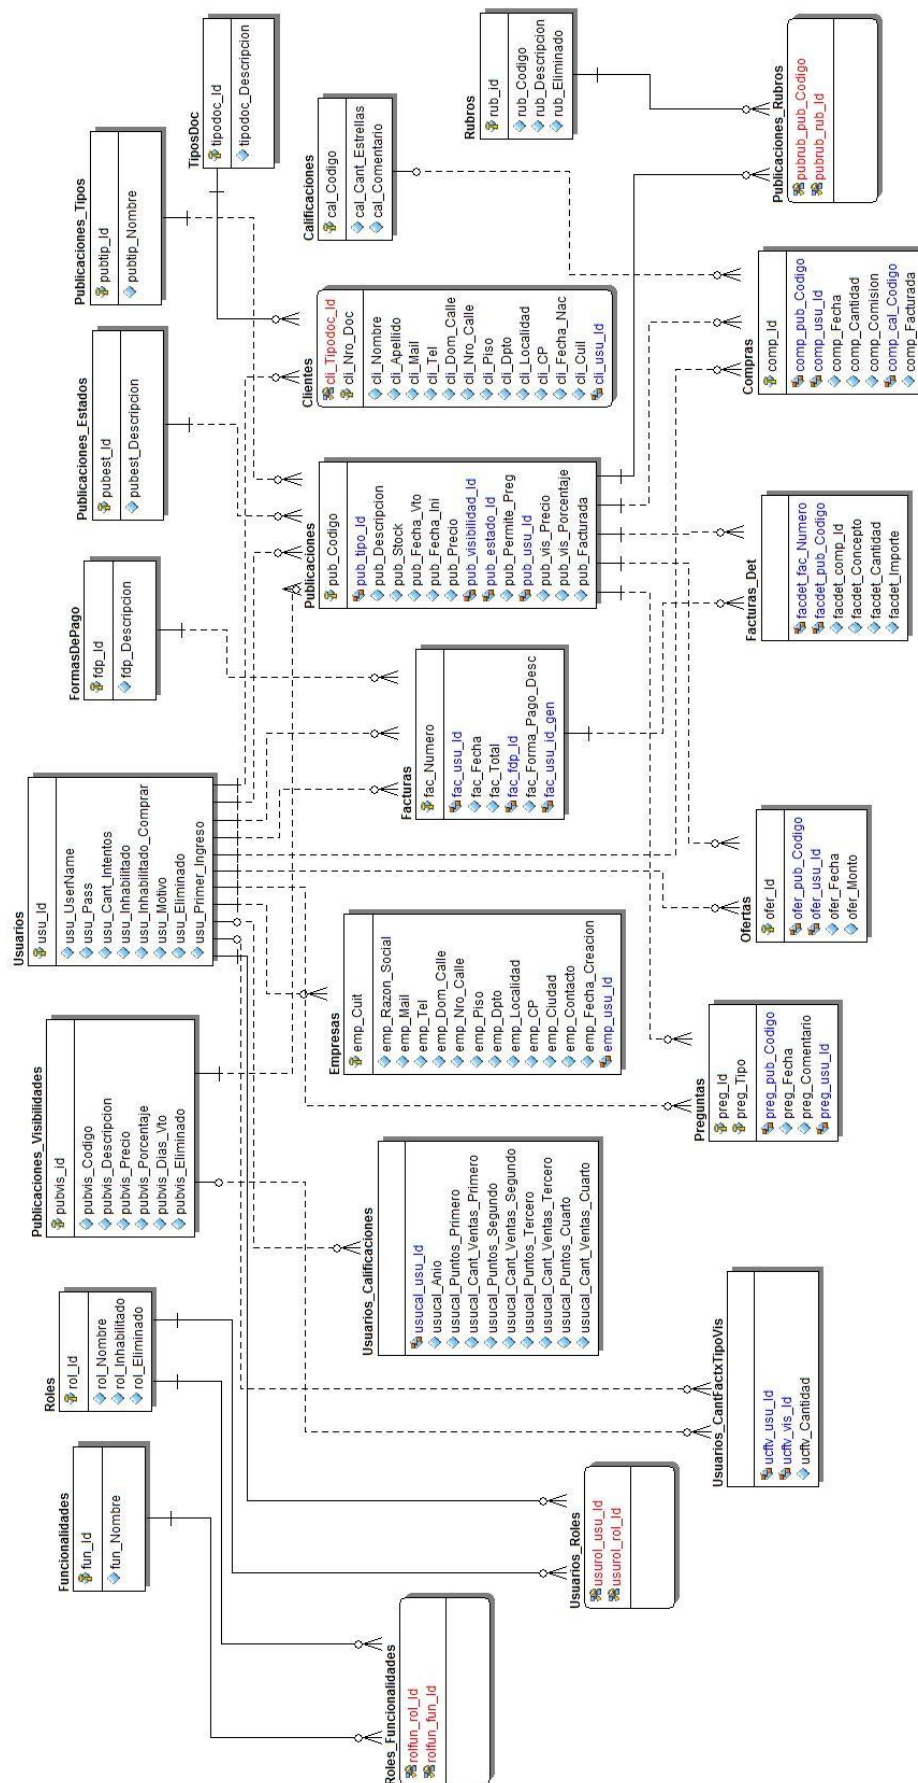 Funcionalidades
fun_Id
fun_Nombre
Roles
rol_Id
rol_Nombre
rol_Inhabilitado
rol_Eliminado
Publicaciones_Visibilidades
pubvis_id
pubvis_Codigo
pubvis_Descripcion
pubvis_Precio
pubvis_Porcentaje
pubvis_Dias_Vto
pubvis_Eliminado
Usuarios
usu_Id
usu_UserName
usu_Pass
usu_Cant_Intentos
usu_Inhabilitado
usu_Inhabilitado_Comprar
usu_Motivo
usu_Eliminado
usu_Primer_Ingreso
FormasDePago
fdp_Id
fdp_Descripcion
Publicaciones_Estados
pubest_Id
pubest_Descripcion
Publicaciones_Tipos
pubtip_Id
pubtip_Nombre
TiposDoc
tipodoc_Id
tipodoc_Descripcion
Usuarios_Calificaciones
usucal_usu_Id
usucal_Anio
usucal_Puntos_Primero
usucal_Cant_Ventas_Primero
usucal_Puntos_Segundo
usucal_Cant_Ventas_Segundo
usucal_Puntos_Tercero
usucal_Cant_Ventas_Tercero
usucal_Puntos_Cuarto
usucal_Cant_Ventas_Cuarto
Empresas
emp_Cuit
emp_Razon_Social
emp_Mail
emp_Tel
emp_Dom_Calle
emp_Nro_Calle
emp_Piso
emp_Dpto
emp_Localidad
emp_CP
emp_Ciudad
emp_Contacto
emp_Fecha_Creacion
emp_usu_Id
Facturas
fac_Numero
fac_usu_Id
fac_Fecha
fac_Total
fac_fdp_Id
fac_Forma_Pago_Desc
fac_usu_id_gen
Publicaciones
pub_Codigo
pub_tipo_Id
pub_Descripcion
pub_Stock
pub_Fecha_Vto
pub_Fecha_Ini
pub_Precio
pub_visibilidad_Id
pub_estado_Id
pub_Permite_Preg
pub_usu_Id
pub_vis_Precio
pub_vis_Porcentaje
pub_Facturada
Clientes
cli_Tipodoc_Id
cli_Nro_Doc
cli_Nombre
cli_Apellido
cli_Mail
cli_Tel
cli_Dom_Calle
cli_Nro_Calle
cli_Piso
cli_Dpto
cli_Localidad
cli_CP
cli_Fecha_Nac
cli_Cuil
cli_usu_Id
Calificaciones
cal_Codigo
cal_Cant_Estrellas
cal_Comentario
Rubros
rub_id
rub_Codigo
rub_Descripcion
rub_Eliminado
Roles_Funcionalidades
rolfun_rol_Id
rolfun_fun_Id
Usuarios_Roles
usurol_usu_Id
usurol_rol_Id
Usuarios_CantFactxTipoVis
ucftv_usu_Id
ucftv_vis_Id
ucftv_Cantidad
Preguntas
preg_Id
preg_Tipo
preg_pub_Codigo
preg_Fecha
preg_Comentario
preg_usu_Id
Ofertas
ofer_Id
ofer_pub_Codigo
ofer_usu_Id
ofer_Fecha
ofer_Monto
Facturas_Det
facdet_fac_Numero
facdet_pub_Codigo
facdet_comp_Id
facdet_Concepto
facdet_Cantidad
facdet_Importe
Compras
comp_Id
comp_pub_Codigo
comp_usu_Id
comp_Fecha
comp_Cantidad
comp_Comision
comp_cal_Codigo
comp_Facturada
Publicaciones_Rubros
pubrub_pub_Codigo
pubrub_rub_Id